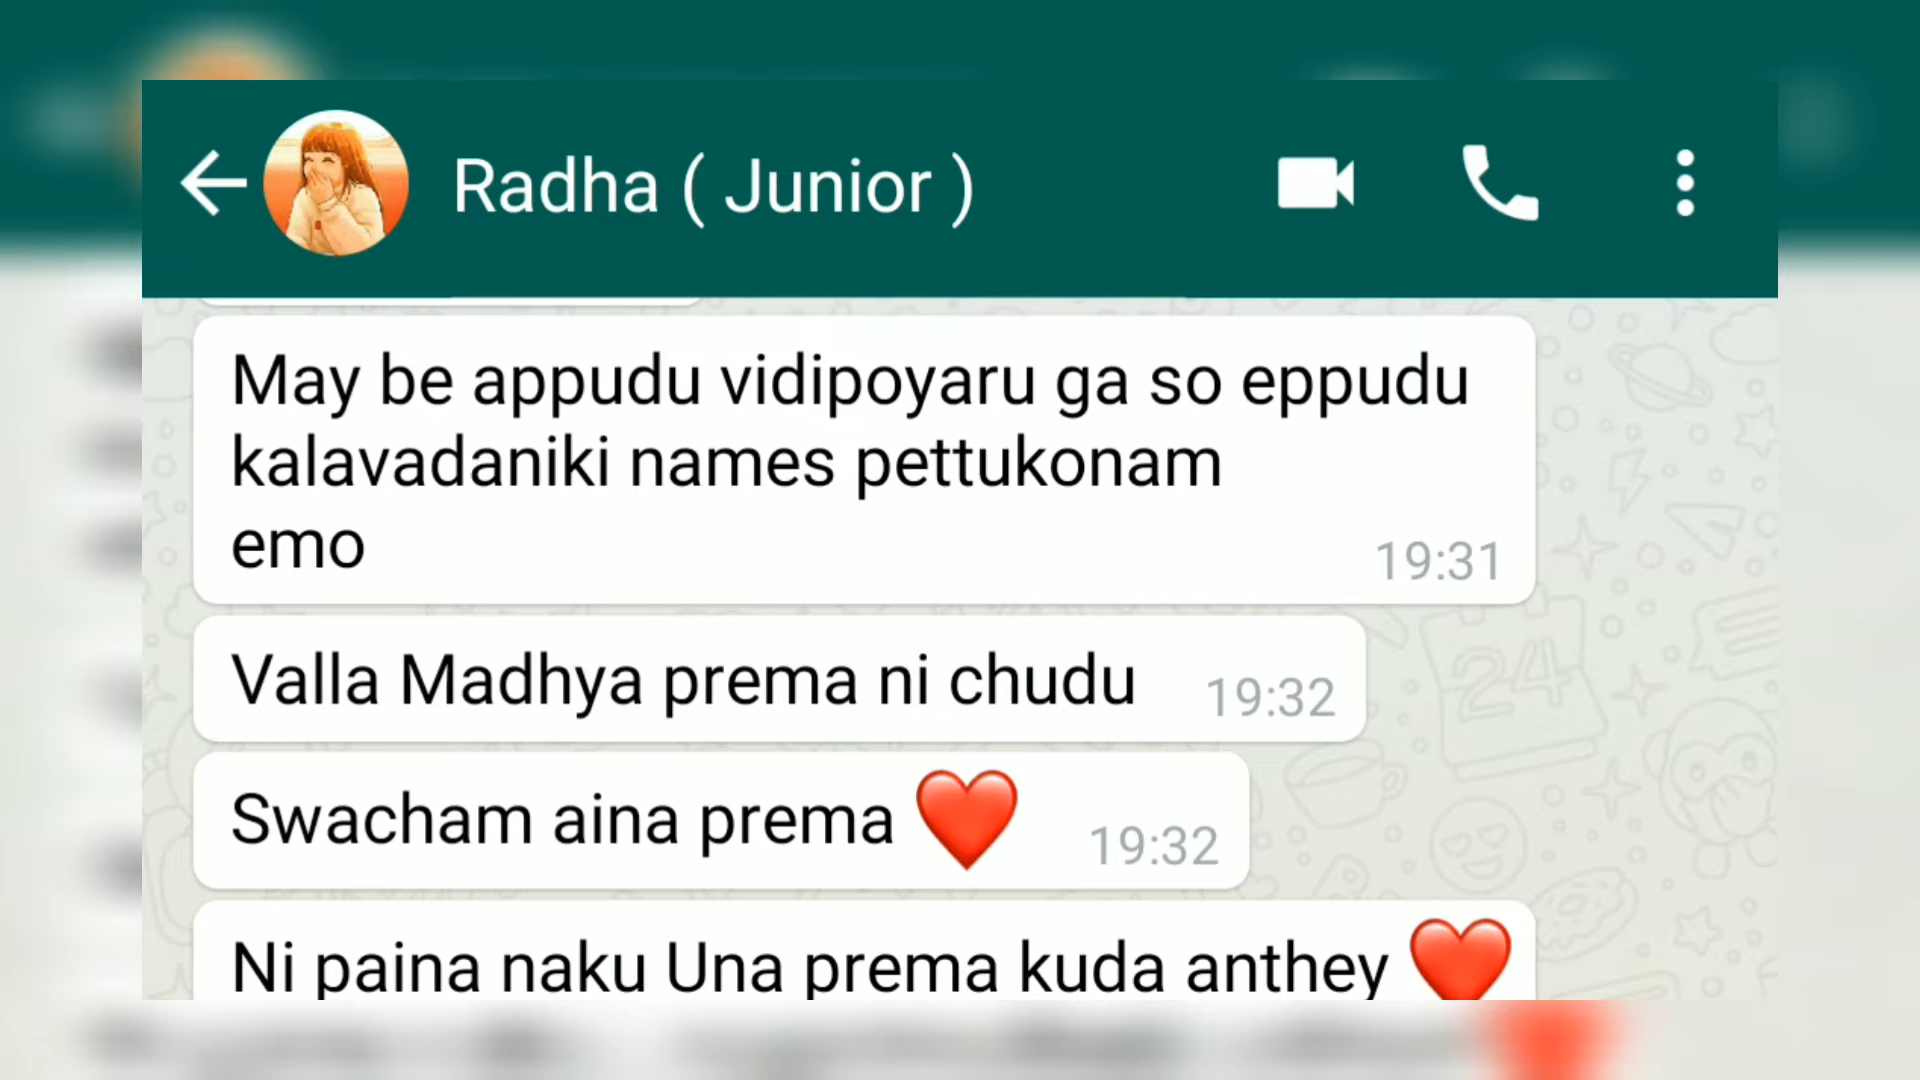 Radha ( Junior )
May be appudu vidipoyaru ga so eppudu
kalavadaniki names pettukonam
emo
19:31
Valla Madhya prema ni chudu
19:32
Swacham aina prema ❤️
19:32
Ni paina naku Una prema kuda anthey ❤️